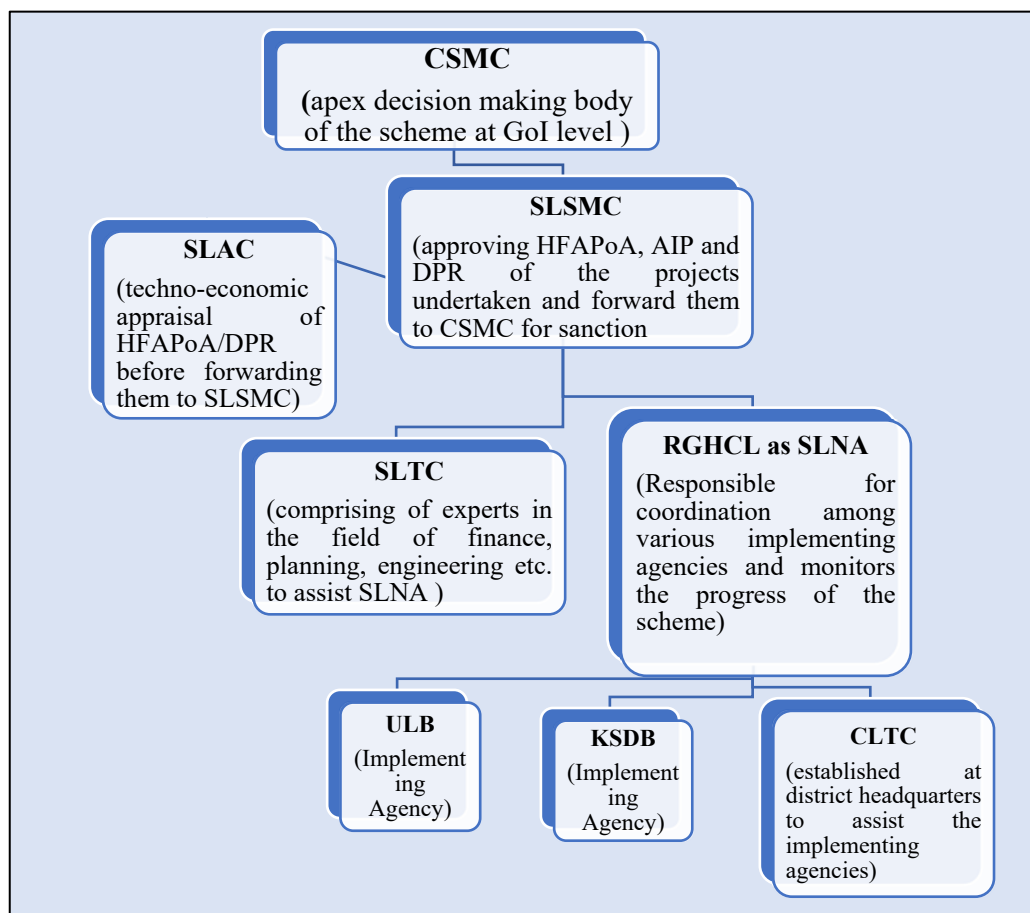 CSMC
(apex decision making body
of the scheme at GoI level )
SLSMC
(approving HFAPoA, AIP and
DPR of the projects
undertaken and forward them
to CSMC for sanction
SLAC
(techno-economic
appraisal of
HFAPoA/DPR
before forwarding
them to SLSMC)
SLTC
(comprising of experts in
the field of finance,
planning, engineering etc.
to assist SLNA )
RGHCL as SLNA
(Responsible for
coordination among
various implementing
agencies and monitors
the progress of the
scheme)
ULB
(Implement
ing
Agency)
KSDB
(Implement
ing
Agency)
CLTC
(established at
district headquarters
to assist the
implementing
agencies)